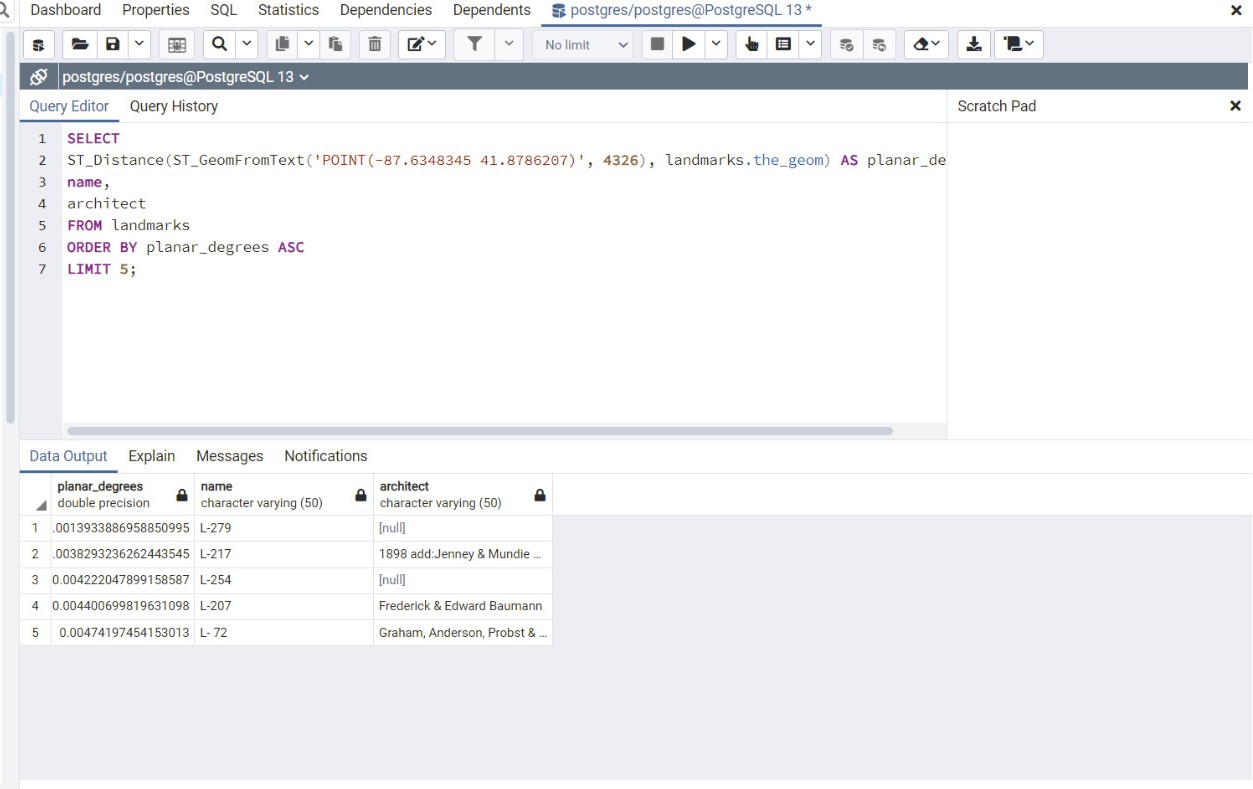 Dashboard Properties SQL Statistics Dependencies Dependents postgres/postgres@PostgreSQL 13 *
No limit
postgres/postgres@PostgreSQL 13
Query Editor Query History Scratch Pad
1 SELECT
2 ST_Distance(ST_GeomFromText('POINT(-87.6348345 41.8786207)', 4326), landmarks.the_geom) AS planar_de
3 name,
4 architect
5 FROM landmarks
6 ORDER BY planar_degrees ASC
7 LIMIT 5;
Data Output Explain Messages Notifications
planar_degrees name architect
double precision character varying (50) character varying (50)
1 .0013933886958850995 L-279 [null]
2 .0038293236262443545 L-217 1898 add:Jenney & Mundie ...
3 0.004222047899158587 L-254 [null]
4 0.004400699819631098 L-207 Frederick & Edward Baumann
5 0.00474197454153013 L- 72 Graham, Anderson, Probst & ...